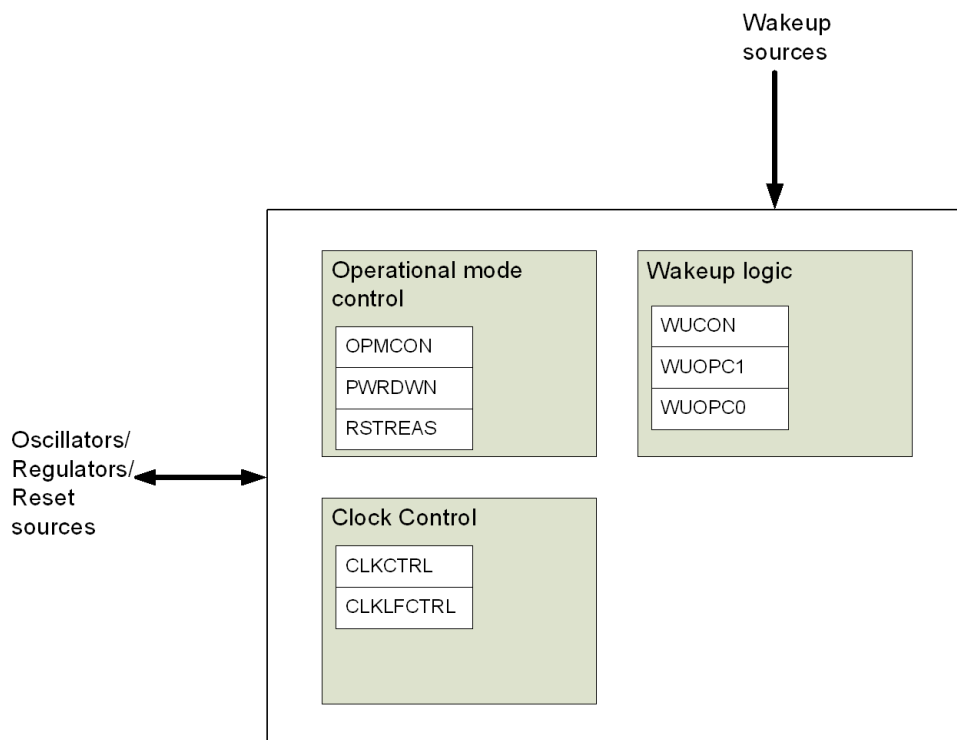 Wakeup
sources
Operational mode
control
OPMCON
PWRDWN
RSTREAS
Wakeup logic
WUCON
WUOPC1
WUOPC0
Oscillators/
Regulators/
Reset
sources
Clock Control
CLKCTRL
CLKLFCTRL